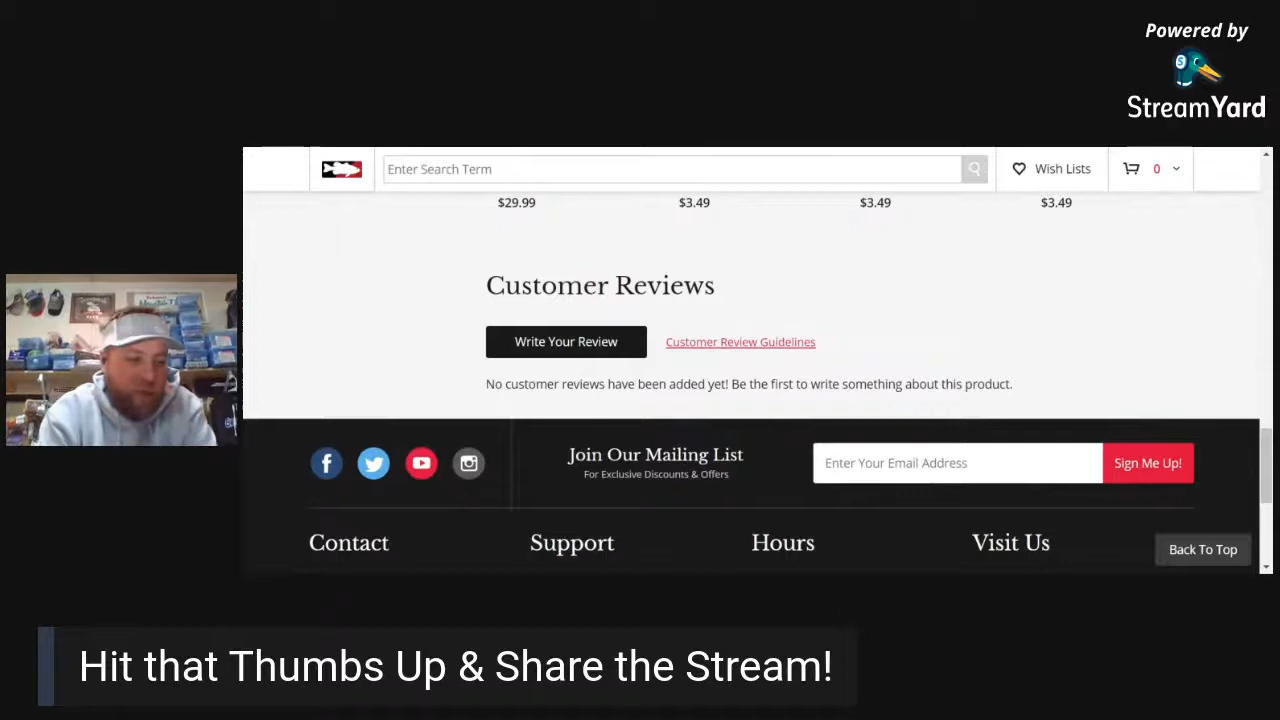 Powered by
StreamYard
Enter Search Term
Wish Lists
0
$29.99 $3.49 $3.49 $3.49
Customer Reviews
Write Your Review Customer Review Guidelines
No customer reviews have been added yet! Be the first to write something about this product.
Join Our Mailing List
For Exclusive Discounts & Offers
Enter Your Email Address
Sign Me Up!
Contact Support Hours Visit Us
Back To Top
Hit that Thumbs Up & Share the Stream!